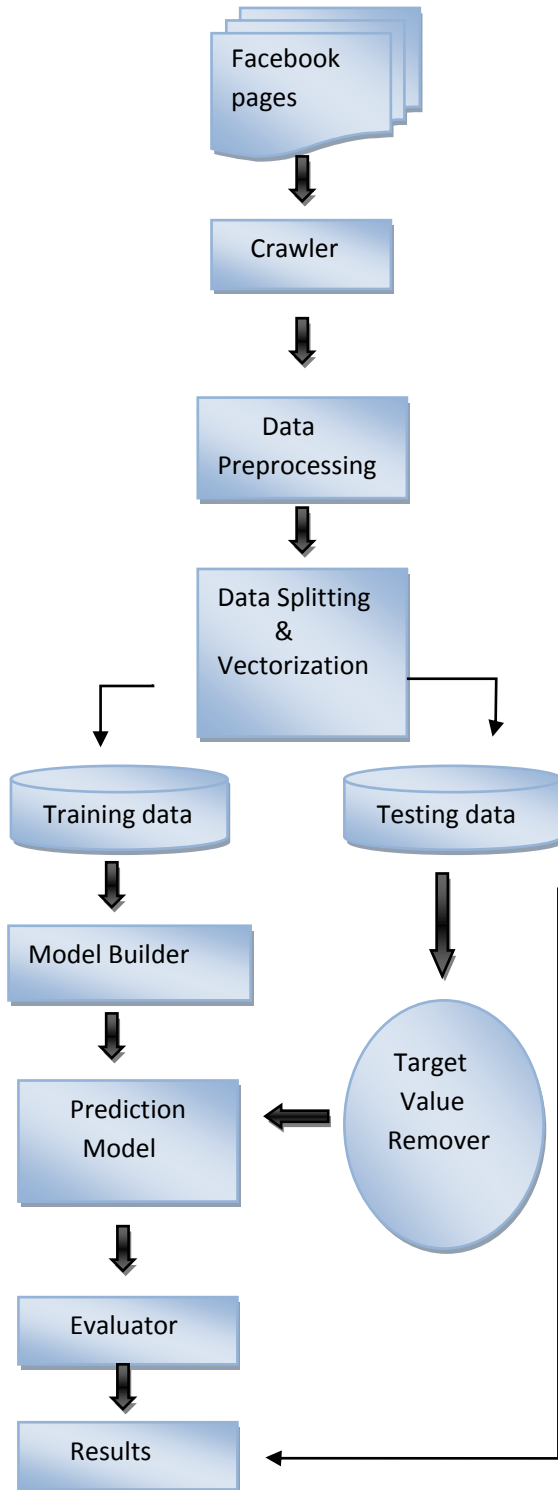 Facebook
pages
Crawler
Data
Preprocessing
Data Splitting
&
Vectorization
Training data
Testing data
Model Builder
Target
Value
Remover
Prediction
Model
Evaluator
Results